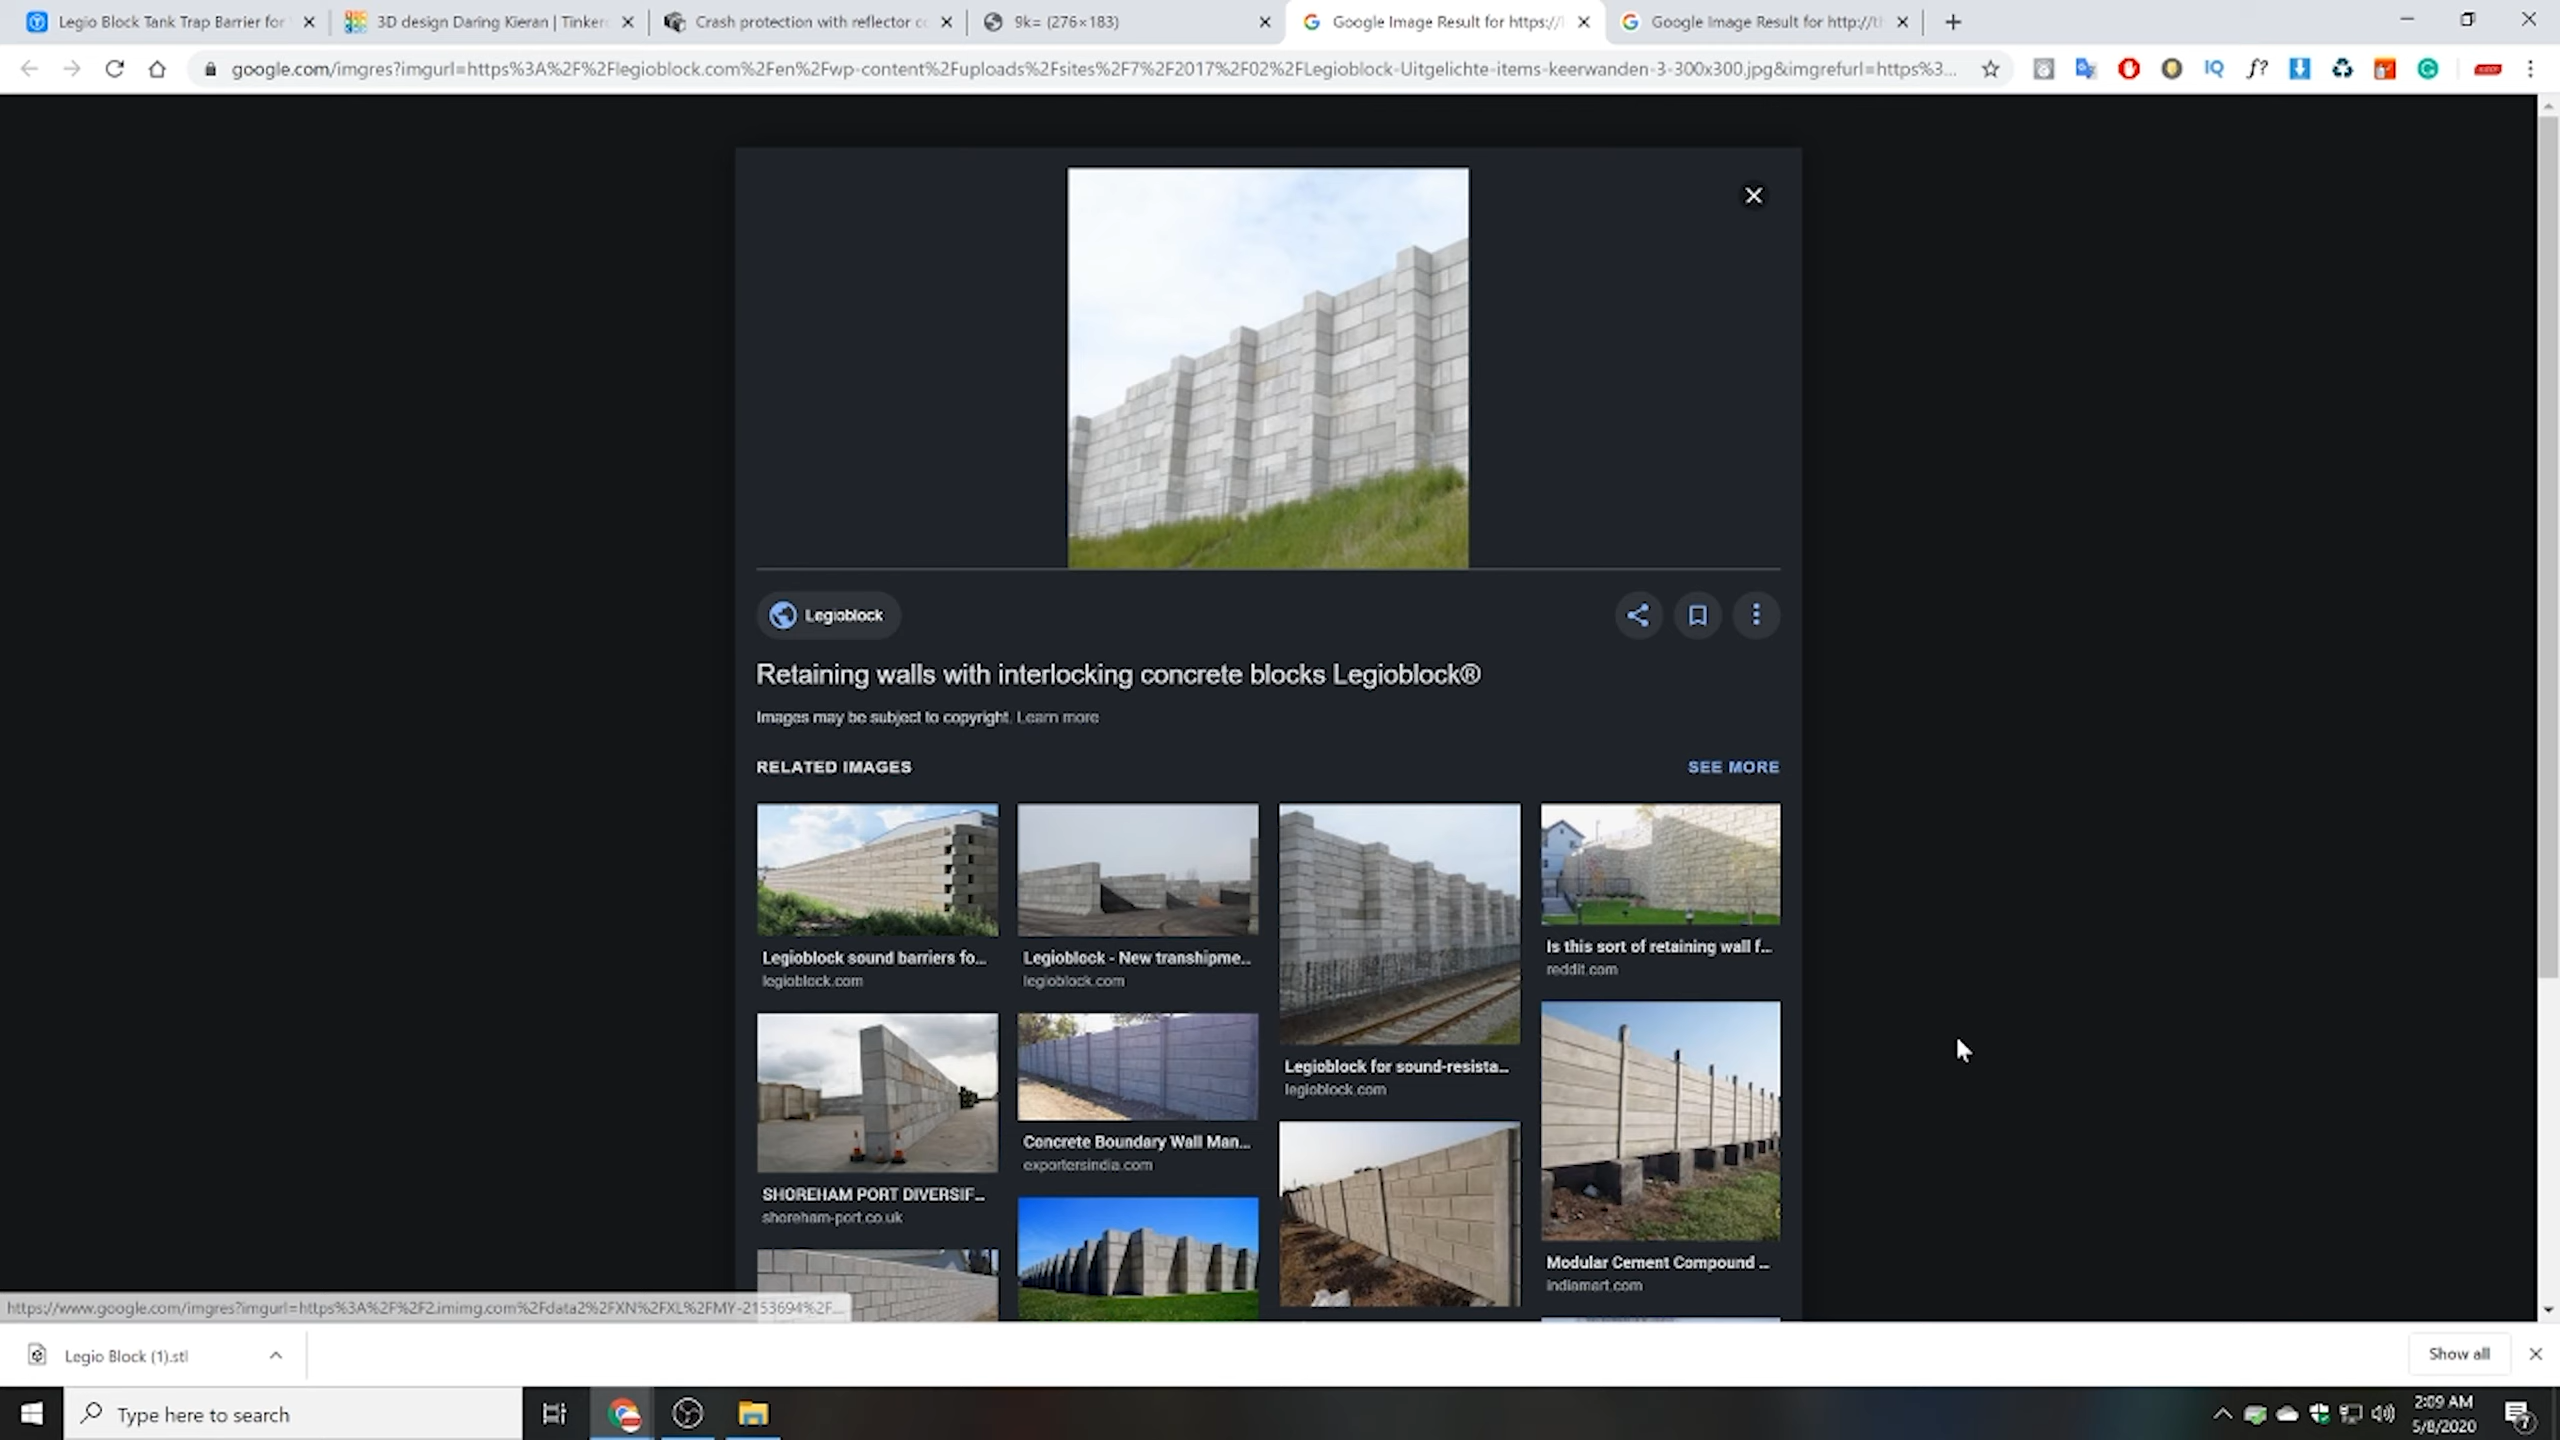 Legio Block Tank Trap Barrier for
3D design Daring Kieran | Tinker
Crash protection with reflector c
9k= (276×183)
Google Image Result for https://
Google Image Result for http://t
google.com/imgres?imgurl=https%3A%2F%2Flegioblock.com%2Fen%2Fwp-content%2Fuploads%2Fsites%2F7%2F2017%2F02%2FLegioblock-Uitgelichte-items-keerwanden-3-300x300.jpg&imgrefurl=https%3...
Legioblock
Retaining walls with interlocking concrete blocks Legioblock®
Images may be subject to copyright. Learn more
RELATED IMAGES
SEE MORE
Legioblock sound barriers fo...
legioblock.com
Legioblock - New transhipme...
legioblock.com
Legioblock for sound-resista...
legioblock.com
Is this sort of retaining wall f...
reddit.com
SHOREHAM PORT DIVERSIF...
shoreham-port.co.uk
Concrete Boundary Wall Man...
exportersindia.com
Modular Cement Compound ...
indiamart.com
https://www.google.com/imgres?imgurl=https%3A%2F%2F2.imimg.com%2Fdata2%2FXN%2FXL%2FMY-2153694%2F...
Legio Block (1).stl
Show all
Type here to search
2:09 AM
5/8/2020